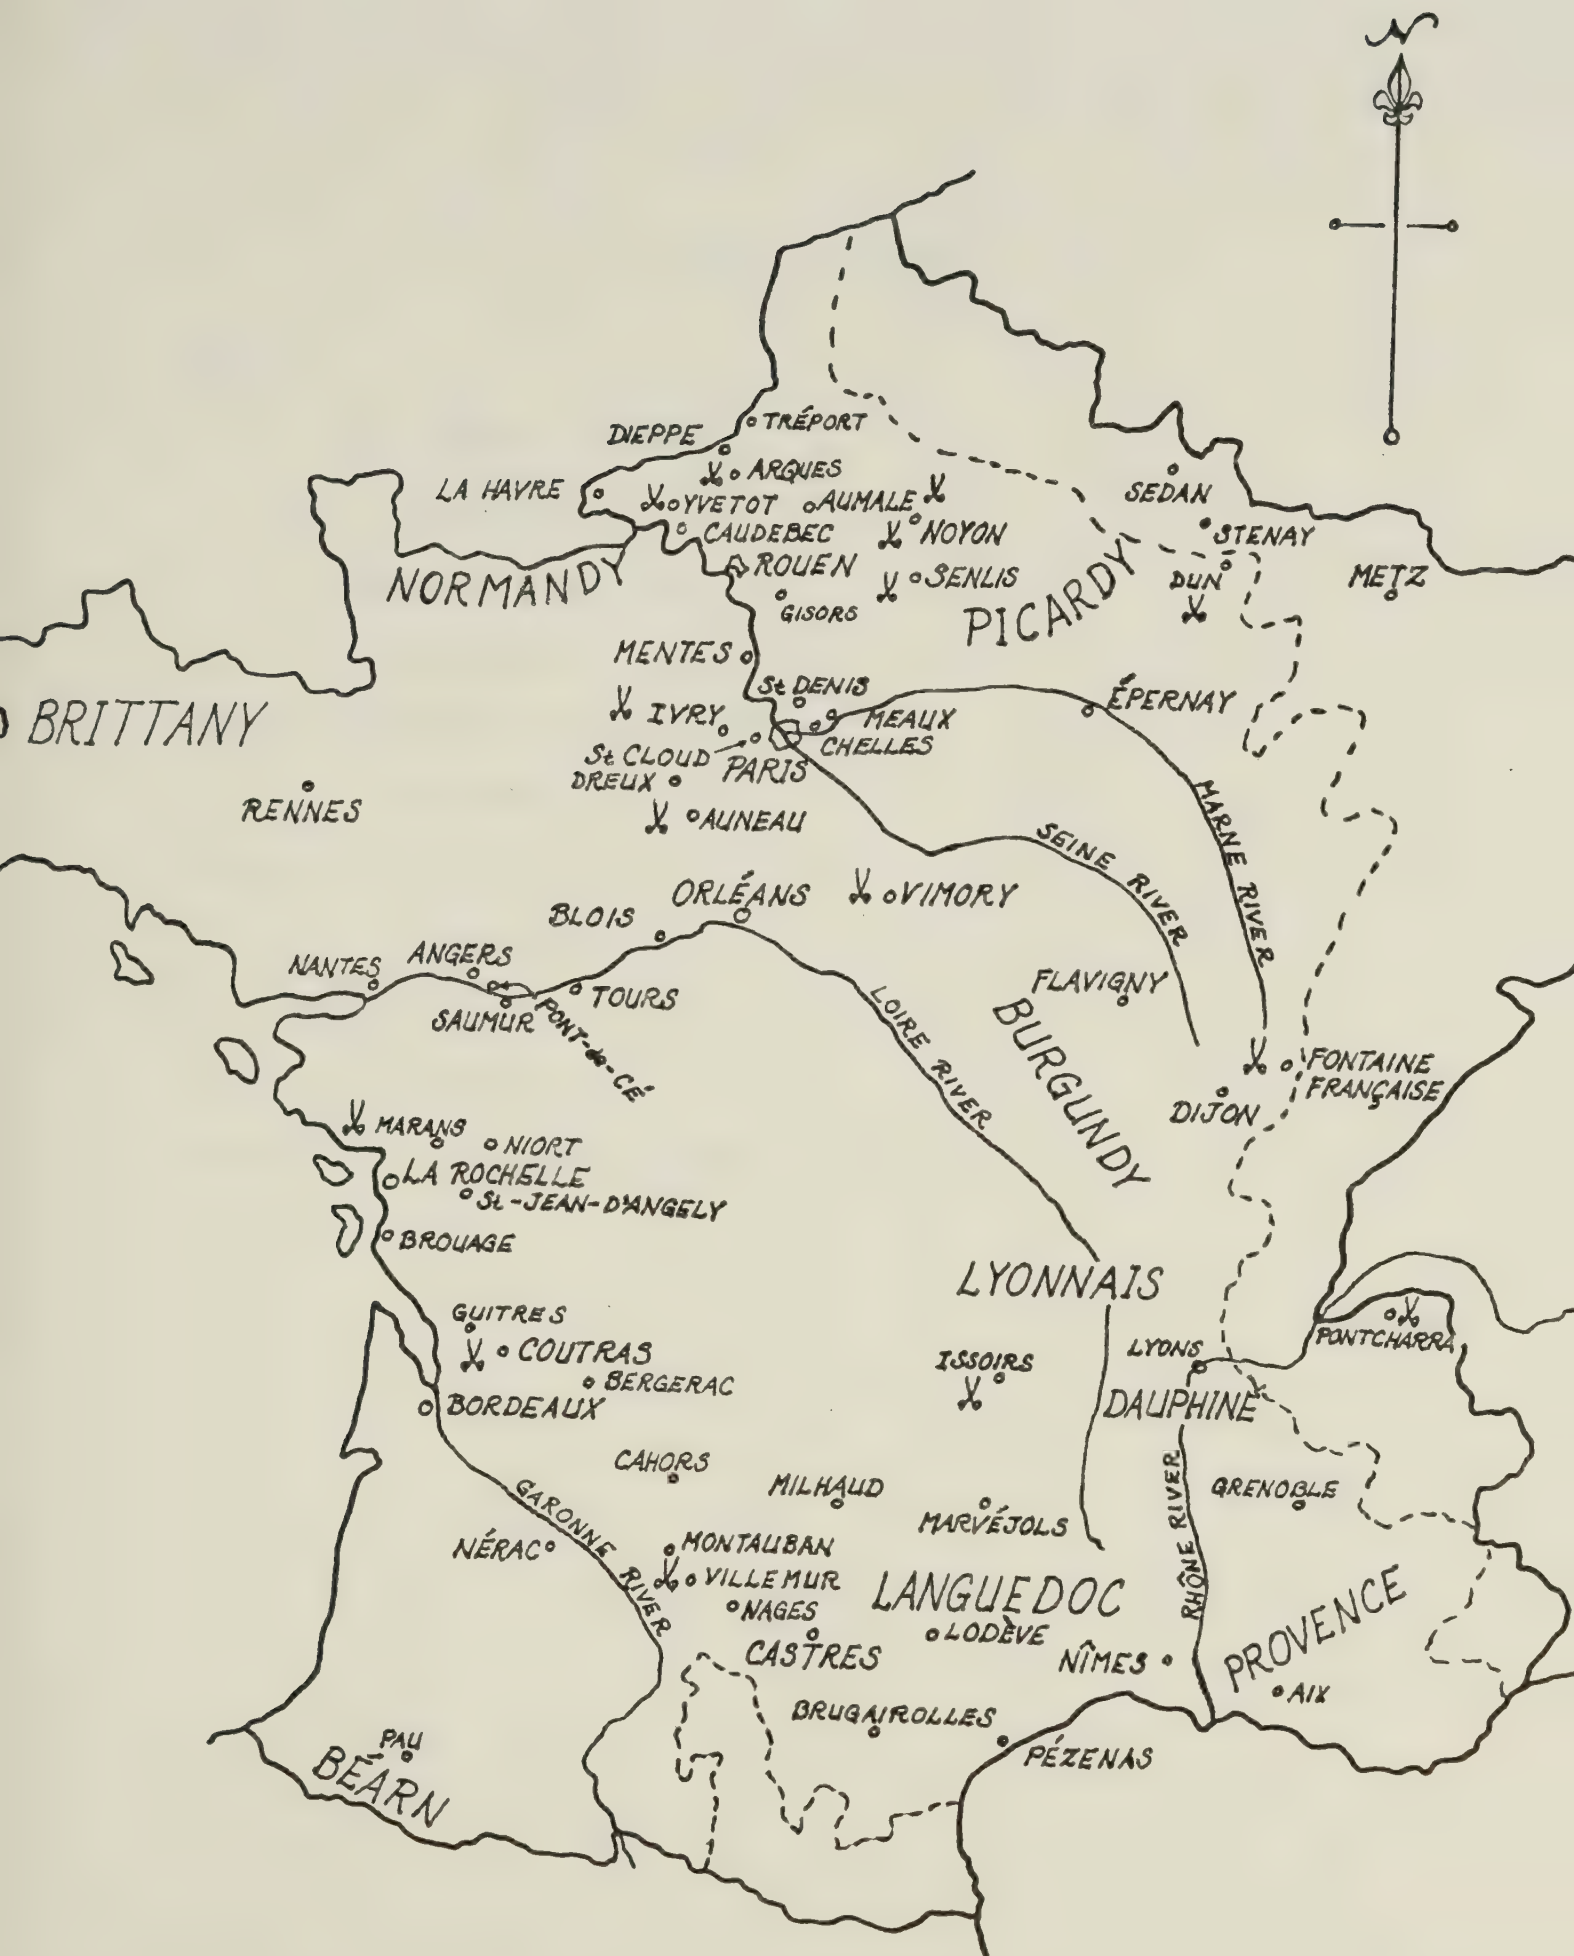 N
TRÉPORT
DIEPPE
ARQUES
LA HAVRE
YVETOT
AUMALE
SEDAN
CAUDEBEC
NOYON
STENAY
ROUEN
SENLIS
DUN
METZ
NORMANDY
GISORS
PICARDY
MENTES
St DENIS
ÉPERNAY
BRITTANY
IVRY
MEAUX
CHELLES
St CLOUD
PARIS
DREUX
RENNES
AUNEAU
MARNE RIVER
SEINE RIVER
ORLÉANS
VIMORY
BLOIS
NANTES
ANGERS
FLAVIGNY
TOURS
SAUMUR
PONT-de-CÉ
LOIRE RIVER
BURGUNDY
FONTAINE
FRANÇAISE
DIJON
MARANS
NIORT
LA ROCHELLE
St-JEAN-D'ANGELY
BROUAGE
LYONNAIS
GUITRES
COUTRAS
PONTCHARRA
LYONS
ISSOIRS
BERGERAC
BORDEAUX
DAUPHINE
CAHORS
MILHAUD
GRENOBLE
GARONNE RIVER
RHÔNE RIVER
MARVÉJOLS
NÉRAC
MONTAUBAN
VILLEMUR
NAGES
LANGUEDOC
CASTRES
LODÈVE
NÎMES
PROVENCE
AIX
BRUGAIROLLES
PÉZENAS
PAU
BÉARN